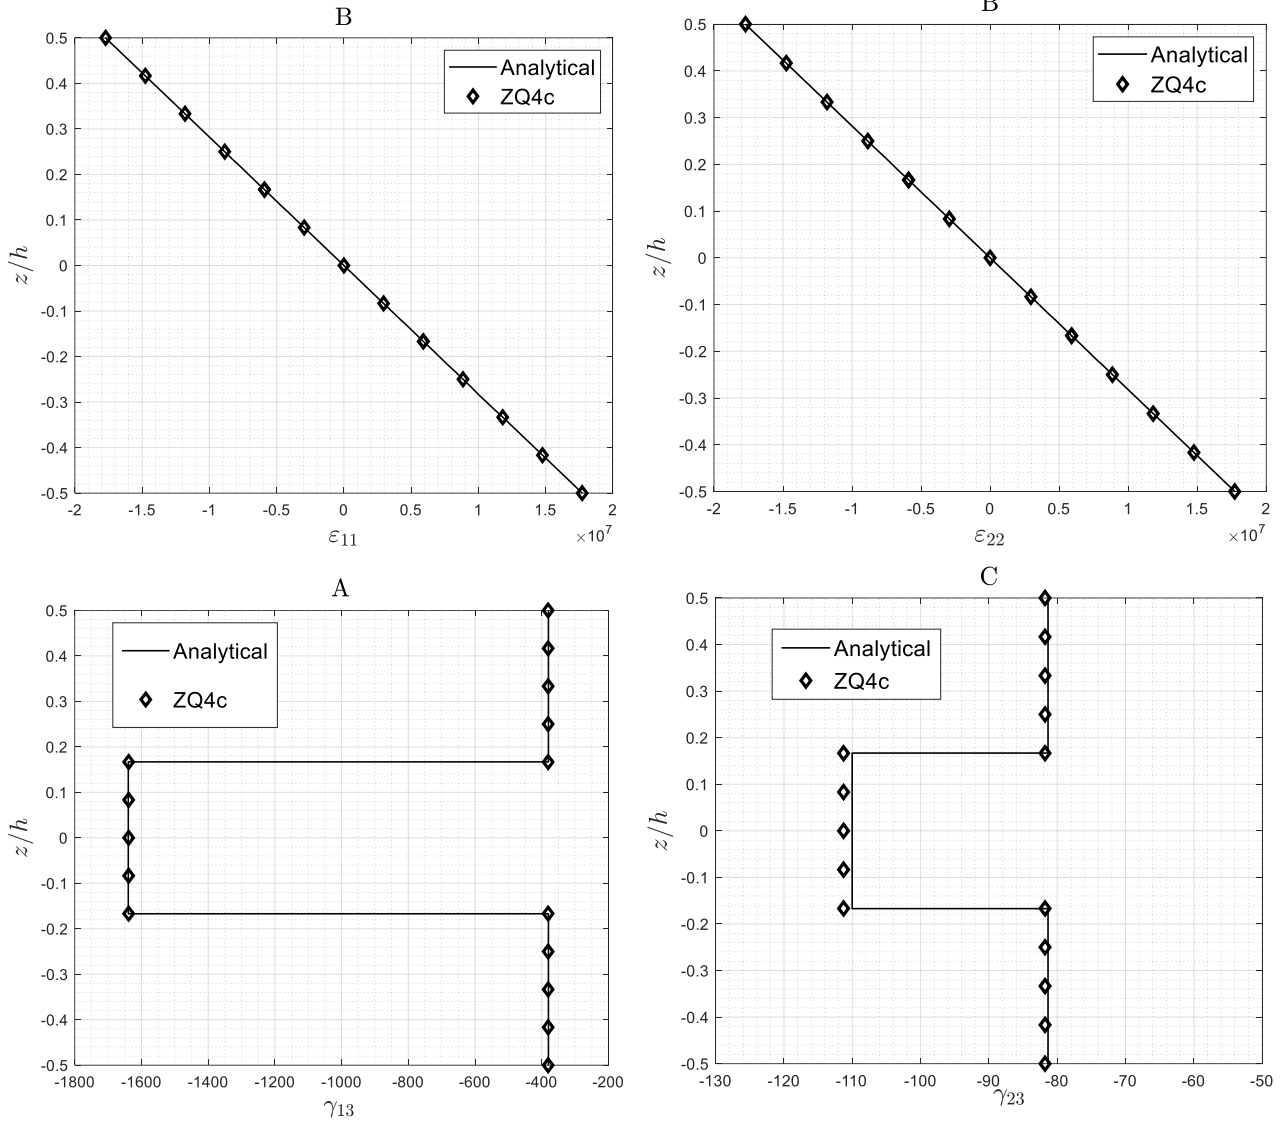 B
0.5
0.4
0.3
0.2
0.1
0
-0.1
-0.2
-0.3
-0.4
-0.5
z/h
Analytical
ZQ4c
-2 -1.5 -1 -0.5 0 0.5 1 1.5 2
ε₁₁
×10⁷
B
0.5
0.4
0.3
0.2
0.1
0
-0.1
-0.2
-0.3
-0.4
-0.5
z/h
Analytical
ZQ4c
-2 -1.5 -1 -0.5 0 0.5 1 1.5 2
ε₂₂
×10⁷
A
0.5
0.4
0.3
0.2
0.1
0
-0.1
-0.2
-0.3
-0.4
-0.5
z/h
Analytical
ZQ4c
-1800 -1600 -1400 -1200 -1000 -800 -600 -400 -200
γ₁₃
C
0.5
0.4
0.3
0.2
0.1
0
-0.1
-0.2
-0.3
-0.4
-0.5
z/h
Analytical
ZQ4c
-130 -120 -110 -100 -90 -80 -70 -60 -50
γ₂₃